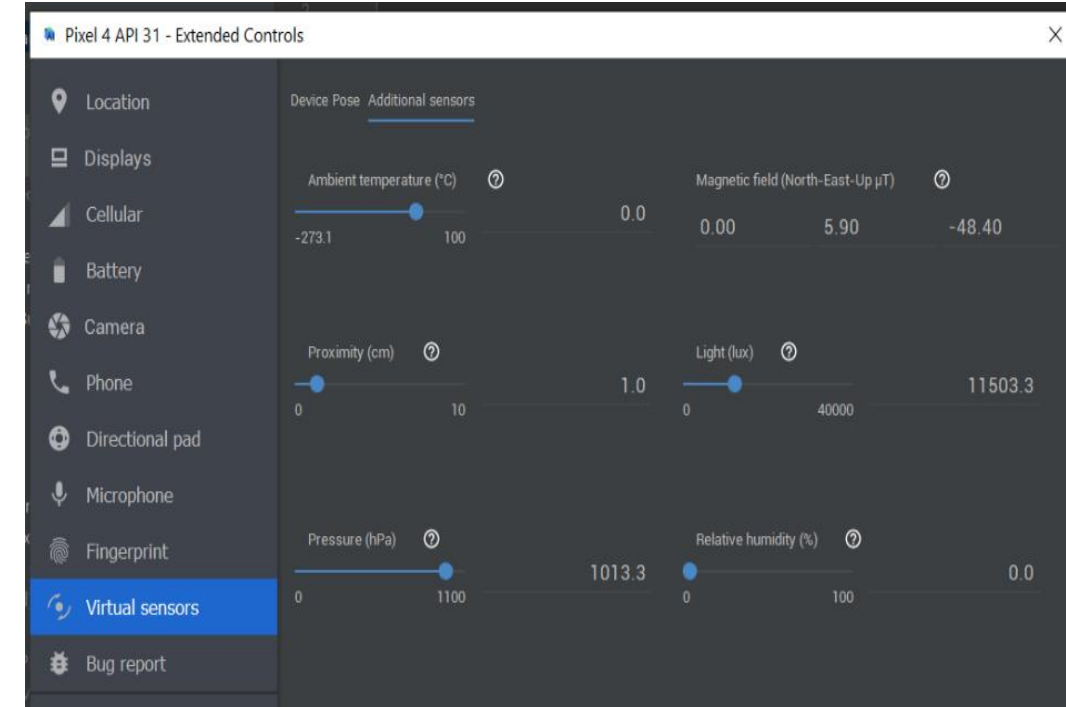 Pixel 4 API 31 - Extended Controls
Location
Displays
Cellular
Battery
Camera
Phone
Directional pad
Microphone
Fingerprint
Virtual sensors
Bug report
Device Pose Additional sensors
Ambient temperature (°C)
0.0
-273.1 100
Magnetic field (North-East-Up μT)
0.00 5.90 -48.40
Proximity (cm)
1.0
0 10
Light (lux)
11503.3
0 40000
Pressure (hPa)
1013.3
0 1100
Relative humidity (%)
0.0
0 100